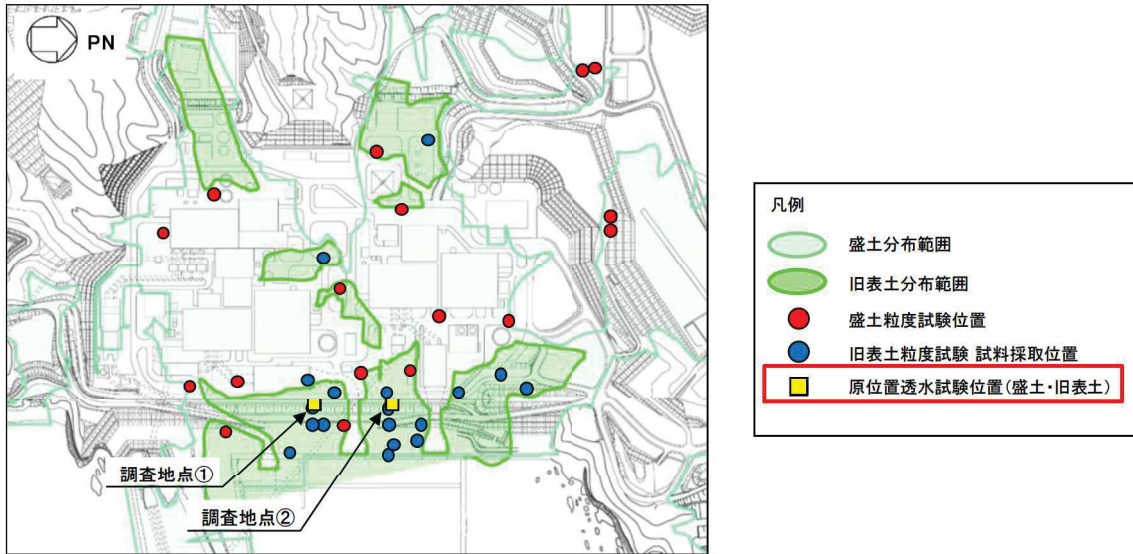 PN
調査地点①
調査地点②
凡例
盛土分布範囲
旧表土分布範囲
盛土粒度試験位置
旧表土粒度試験 試料採取位置
原位置透水試験位置(盛土・旧表土)